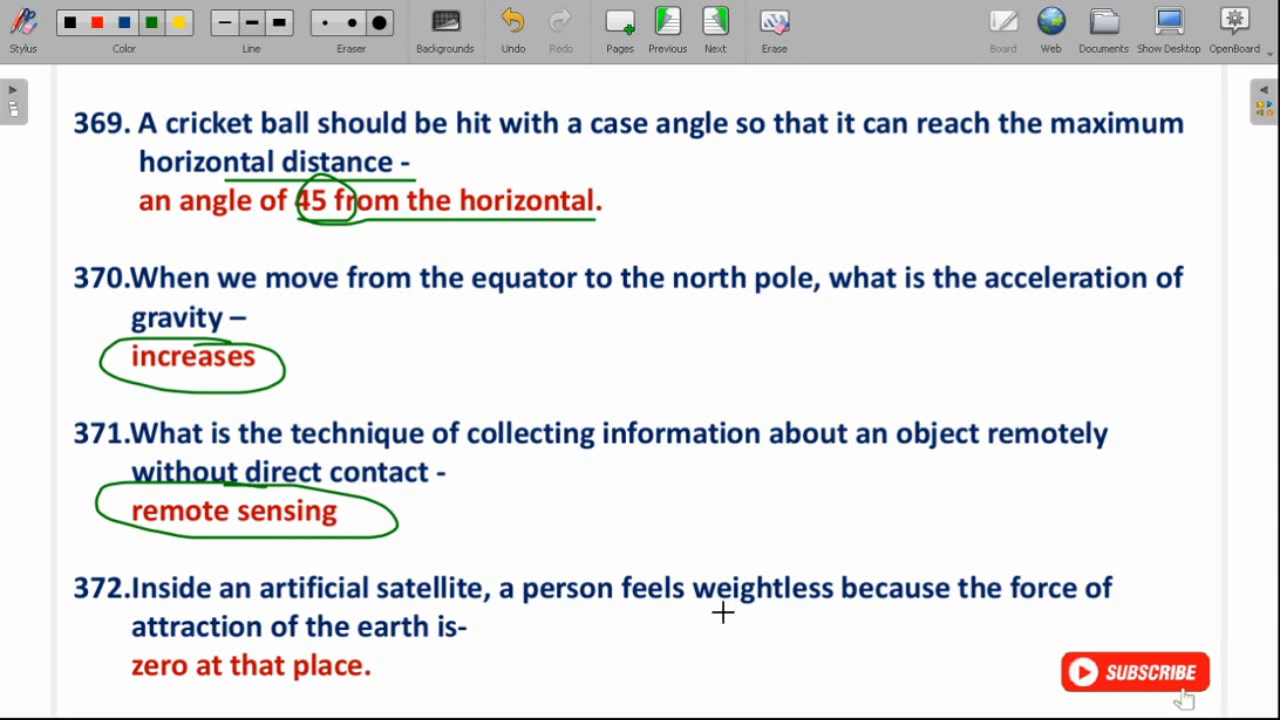 Stylus
Color
Line
Eraser
Backgrounds
Undo
Redo
Pages
Previous
Next
Erase
Board
Web
Documents
Show Desktop
OpenBoard
369. A cricket ball should be hit with a case angle so that it can reach the maximum
horizontal distance -
an angle of 45 from the horizontal.
370.When we move from the equator to the north pole, what is the acceleration of
gravity –
increases
371.What is the technique of collecting information about an object remotely
without direct contact -
remote sensing
372.Inside an artificial satellite, a person feels weightless because the force of
attraction of the earth is-
zero at that place.
SUBSCRIBE